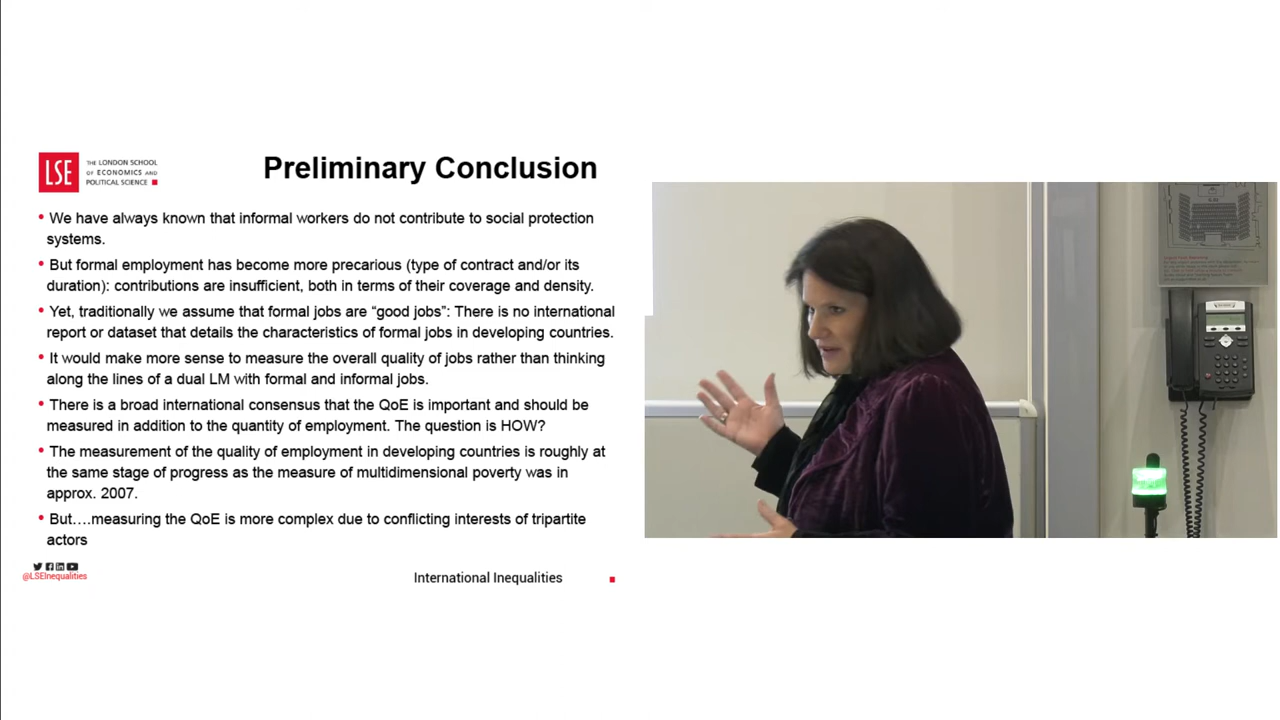 LSE
THE LONDON SCHOOL
OF ECONOMICS AND
POLITICAL SCIENCE
Preliminary Conclusion
• We have always known that informal workers do not contribute to social protection
systems.
• But formal employment has become more precarious (type of contract and/or its
duration): contributions are insufficient, both in terms of their coverage and density.
• Yet, traditionally we assume that formal jobs are “good jobs”: There is no international
report or dataset that details the characteristics of formal jobs in developing countries.
• It would make more sense to measure the overall quality of jobs rather than thinking
along the lines of a dual LM with formal and informal jobs.
• There is a broad international consensus that the QoE is important and should be
measured in addition to the quantity of employment. The question is HOW?
• The measurement of the quality of employment in developing countries is roughly at
the same stage of progress as the measure of multidimensional poverty was in
approx. 2007.
• But….measuring the QoE is more complex due to conflicting interests of tripartite
actors
@LSEInequalities
International Inequalities